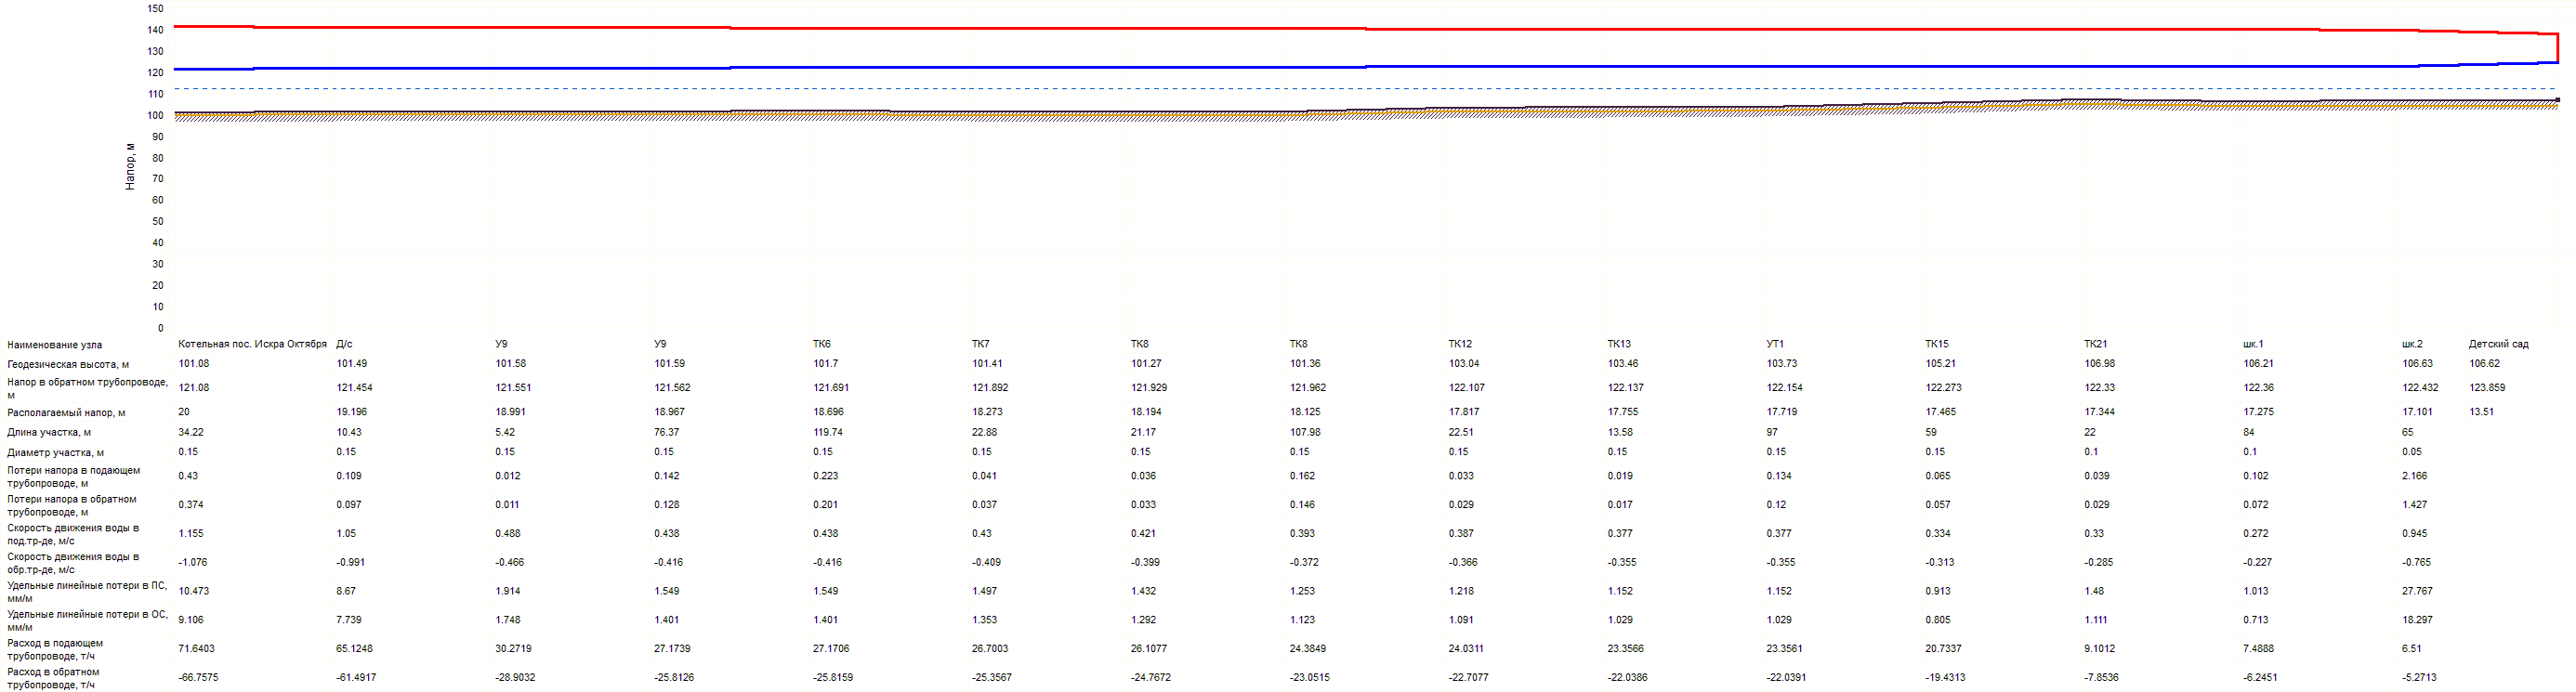 150
140
130
120
110
100
90
80
70
60
50
40
30
20
10
0
Напор, м
Наименование узла Котельная пос. Искра Октября Д/с У9 У9 ТК6 ТК7 ТК8 ТК8 ТК12 ТК13 УТ1 ТК15 ТК21 шк.1 шк.2 Детский сад
Геодезическая высота, м 101.08 101.49 101.58 101.59 101.7 101.41 101.27 101.36 103.04 103.46 103.73 105.21 106.98 106.21 106.63 106.62
Напор в обратном трубопроводе,
м 121.08 121.454 121.551 121.562 121.691 121.892 121.929 121.962 122.107 122.137 122.154 122.273 122.33 122.36 122.432 123.859
Располагаемый напор, м 20 19.196 18.991 18.967 18.696 18.273 18.194 18.125 17.817 17.755 17.719 17.465 17.344 17.275 17.101 13.51
Длина участка, м 34.22 10.43 5.42 76.37 119.74 22.88 21.17 107.98 22.51 13.58 97 59 22 84 65
Диаметр участка, м 0.15 0.15 0.15 0.15 0.15 0.15 0.15 0.15 0.15 0.15 0.15 0.15 0.1 0.1 0.05
Потери напора в подающем
трубопроводе, м 0.43 0.109 0.012 0.142 0.223 0.041 0.036 0.162 0.033 0.019 0.134 0.065 0.039 0.102 2.166
Потери напора в обратном
трубопроводе, м 0.374 0.097 0.011 0.128 0.201 0.037 0.033 0.146 0.029 0.017 0.12 0.057 0.029 0.072 1.427
Скорость движения воды в
под.тр-де, м/с 1.155 1.05 0.488 0.438 0.438 0.43 0.421 0.393 0.387 0.377 0.377 0.334 0.33 0.272 0.945
Скорость движения воды в
обр.тр-де, м/с -1.076 -0.991 -0.466 -0.416 -0.416 -0.409 -0.399 -0.372 -0.366 -0.355 -0.355 -0.313 -0.285 -0.227 -0.765
Удельные линейные потери в ПС,
мм/м 10.473 8.67 1.914 1.549 1.549 1.497 1.432 1.253 1.218 1.152 1.152 0.913 1.48 1.013 27.767
Удельные линейные потери в ОС,
мм/м 9.106 7.739 1.748 1.401 1.401 1.353 1.292 1.123 1.091 1.029 1.029 0.805 1.111 0.713 18.297
Расход в подающем
трубопроводе, т/ч 71.6403 65.1248 30.2719 27.1739 27.1706 26.7003 26.1077 24.3849 24.0311 23.3566 23.3561 20.7337 9.1012 7.4888 6.51
Расход в обратном
трубопроводе, т/ч -66.7575 -61.4917 -28.9032 -25.8126 -25.8159 -25.3567 -24.7672 -23.0515 -22.7077 -22.0386 -22.0391 -19.4313 -7.8536 -6.2451 -5.2713